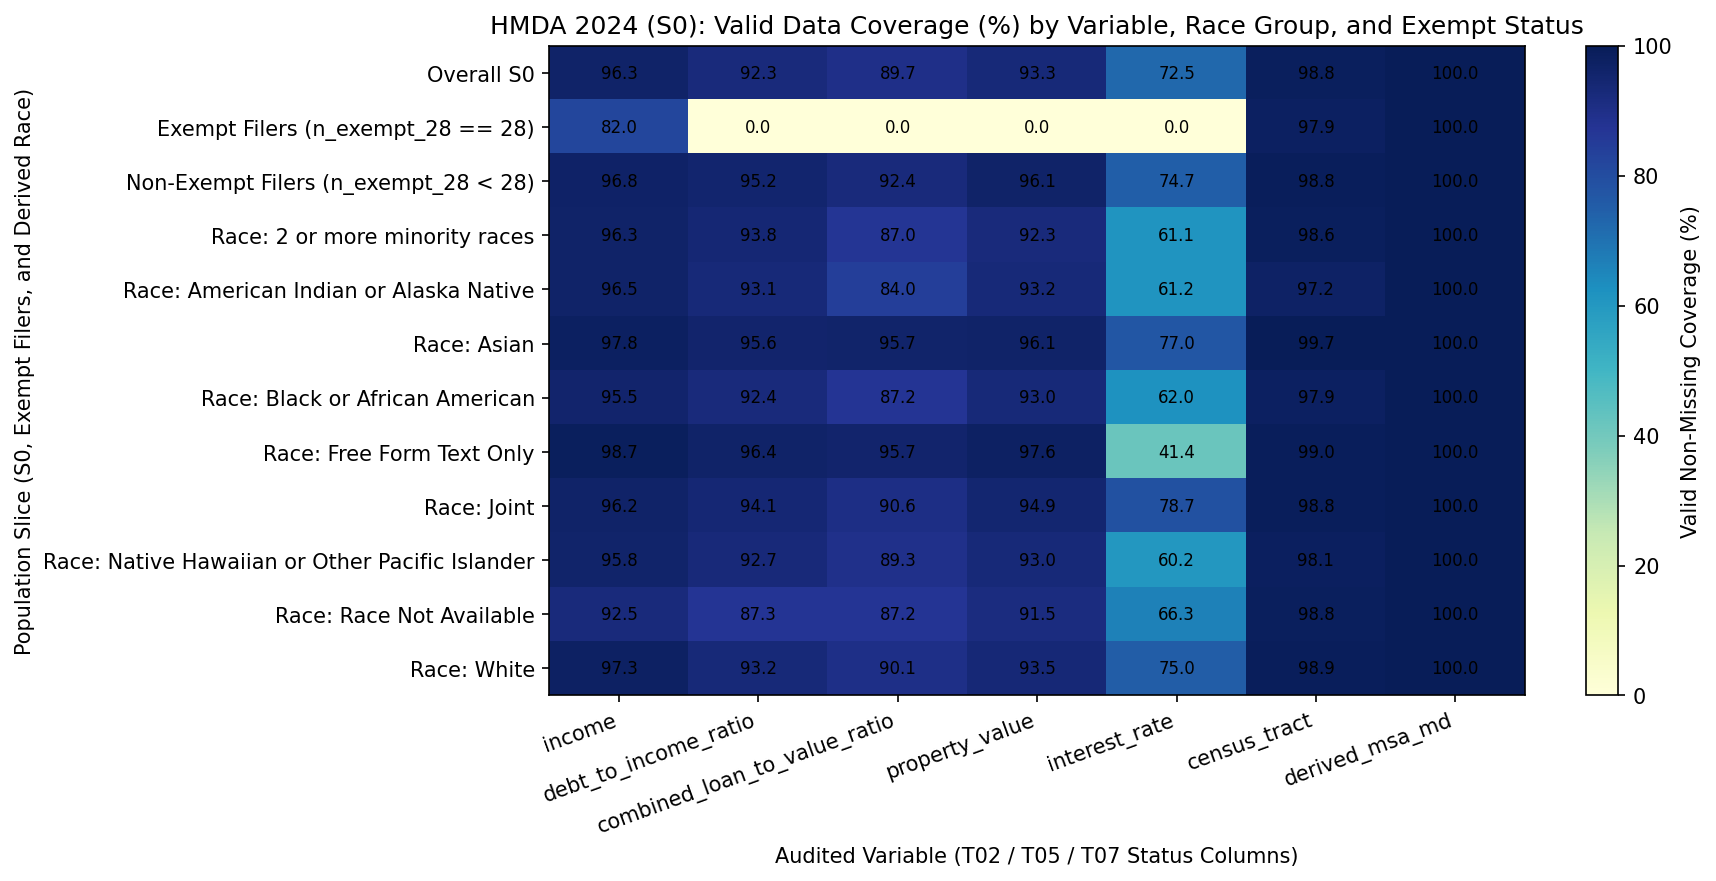 HMDA 2024 (S0): Valid Data Coverage (%) by Variable, Race Group, and Exempt Status
Population Slice (S0, Exempt Filers, and Derived Race)
Overall S0 96.3 92.3 89.7 93.3 72.5 98.8 100.0
Exempt Filers (n_exempt_28 == 28) 82.0 0.0 0.0 0.0 0.0 97.9 100.0
Non-Exempt Filers (n_exempt_28 < 28) 96.8 95.2 92.4 96.1 74.7 98.8 100.0
Race: 2 or more minority races 96.3 93.8 87.0 92.3 61.1 98.6 100.0
Race: American Indian or Alaska Native 96.5 93.1 84.0 93.2 61.2 97.2 100.0
Race: Asian 97.8 95.6 95.7 96.1 77.0 99.7 100.0
Race: Black or African American 95.5 92.4 87.2 93.0 62.0 97.9 100.0
Race: Free Form Text Only 98.7 96.4 95.7 97.6 41.4 99.0 100.0
Race: Joint 96.2 94.1 90.6 94.9 78.7 98.8 100.0
Race: Native Hawaiian or Other Pacific Islander 95.8 92.7 89.3 93.0 60.2 98.1 100.0
Race: Race Not Available 92.5 87.3 87.2 91.5 66.3 98.8 100.0
Race: White 97.3 93.2 90.1 93.5 75.0 98.9 100.0
income
debt_to_income_ratio
combined_loan_to_value_ratio
property_value
interest_rate
census_tract
derived_msa_md
Audited Variable (T02 / T05 / T07 Status Columns)
100
80
60
40
20
0
Valid Non-Missing Coverage (%)